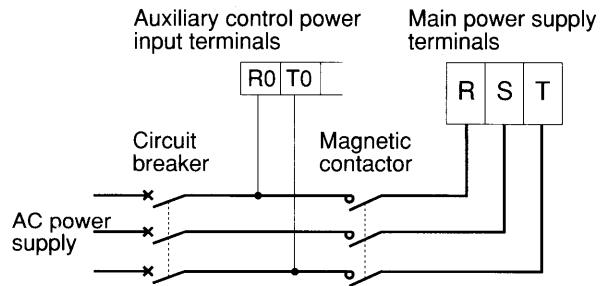 Auxiliary control power
input terminals
Main power supply
terminals
R0 T0
R S T
Circuit
breaker
Magnetic
contactor
AC power
supply